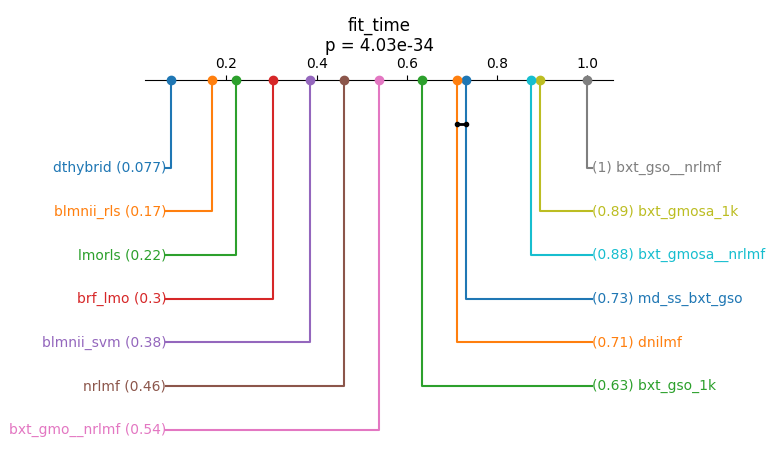 fit_time
p = 4.03e-34
0.2 0.4 0.6 0.8 1.0
dthybrid (0.077)
blmnii_rls (0.17)
lmorls (0.22)
brf_lmo (0.3)
blmnii_svm (0.38)
nrlmf (0.46)
bxt_gmo__nrlmf (0.54)
(1) bxt_gso__nrlmf
(0.89) bxt_gmosa_1k
(0.88) bxt_gmosa__nrlmf
(0.73) md_ss_bxt_gso
(0.71) dnilmf
(0.63) bxt_gso_1k